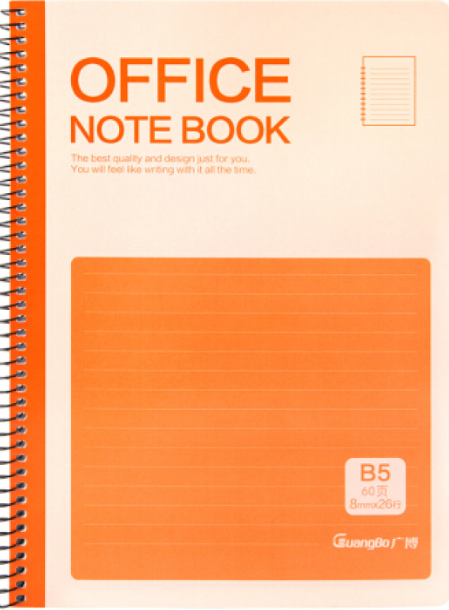 OFFICE
NOTE BOOK
The best quality and design just for you.
You will feel like writing with it all the time.
B5
60页
8mmx26行
GuangBo广博